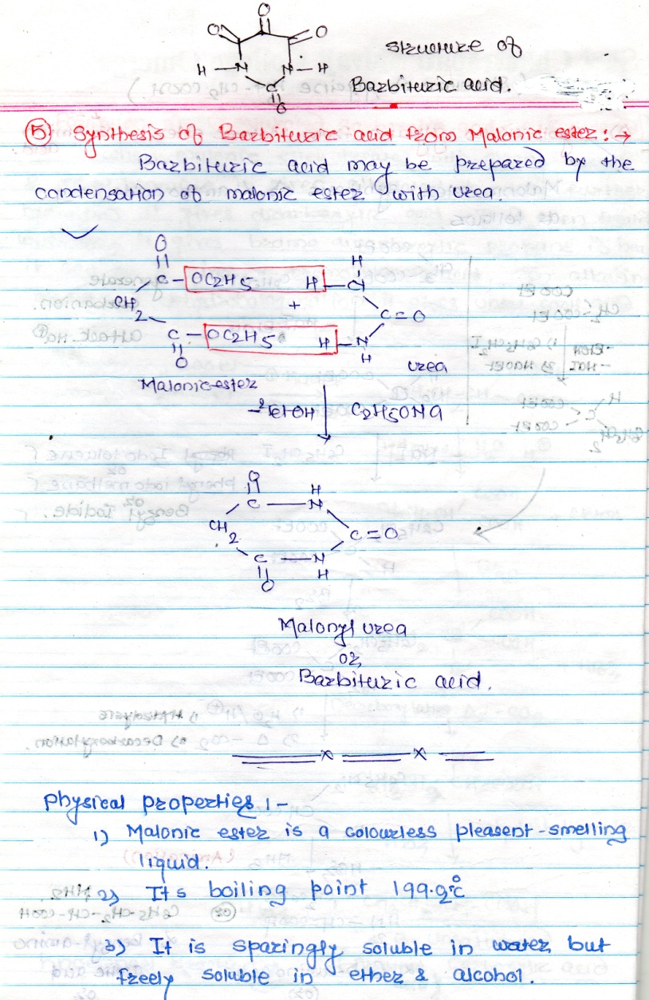 O
O O
H — N N — H
C
O
Structure of
Barbituric acid.
⑤ Synthesis of Barbituric acid from Malonic ester : →
Barbituric acid may be prepared by the
condensation of malonic ester with urea.
O
C – OC2H5 H – N
H
CH2 + C = O
C – OC2H5 H – N
O H
urea
Malonic ester
-2EtOH C2H5ONa
O H
C — N
CH2 C = O
C — N
O H
Malonyl urea
or
Barbituric acid.
Physical properties :-
1) Malonic ester is a colourless pleasent-smelling
liquid.
2) Its boiling point 199.2°c
3) It is sparingly soluble in water but
freely soluble in ether & alcohol.